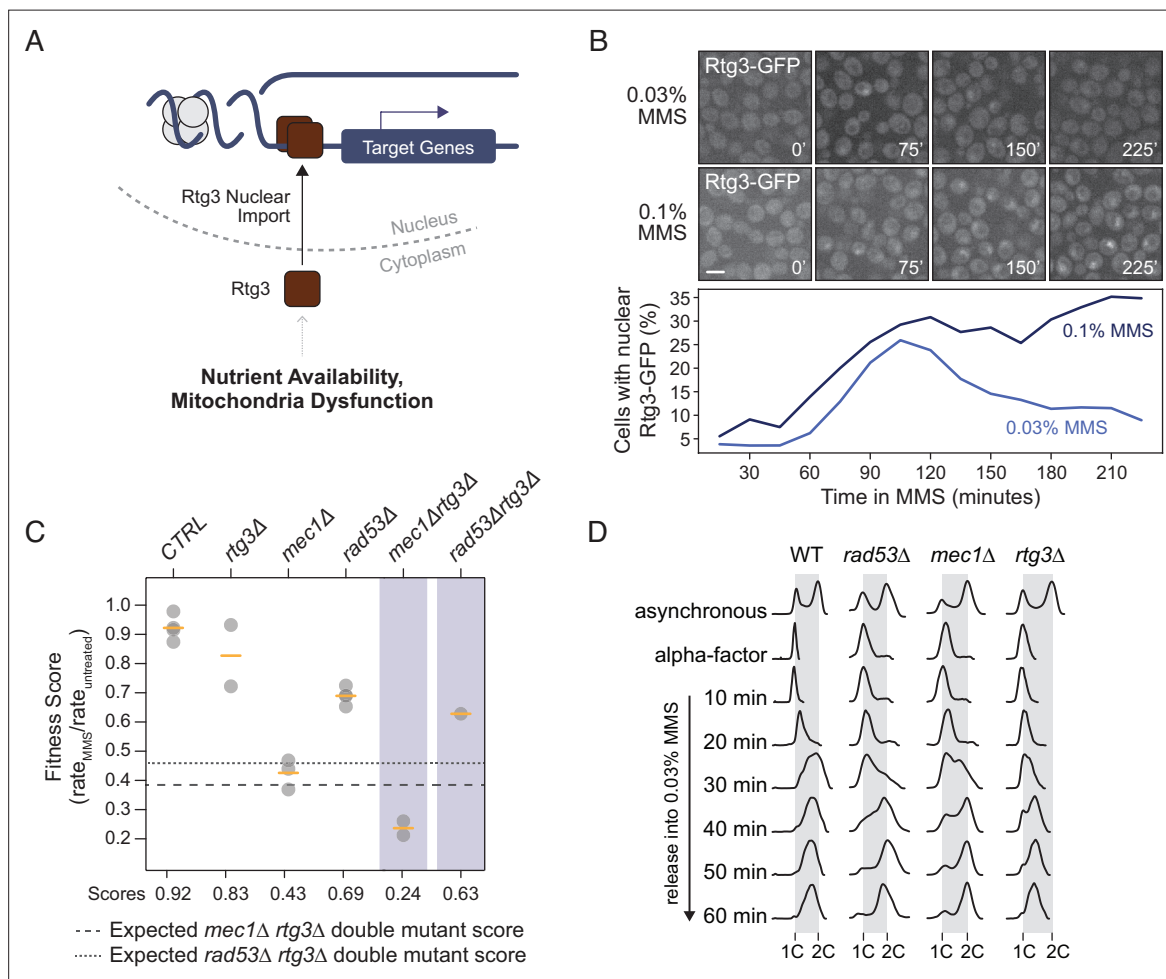 A
Target Genes
Rtg3 Nuclear
Import
Nucleus
Cytoplasm
Rtg3
Nutrient Availability,
Mitochondria Dysfunction
B
0.03%
MMS
Rtg3-GFP
0’
75’
150’
225’
0.1%
MMS
Rtg3-GFP
0’
75’
150’
225’
Cells with nuclear
Rtg3-GFP (%)
35
30
25
20
15
10
5
0.1% MMS
0.03% MMS
30 60 90 120 150 180 210
Time in MMS (minutes)
C
CTRL rtg3Δ mec1Δ rad53Δ mec1Δrtg3Δ rad53Δrtg3Δ
Fitness Score
(rateMMS/rateuntreated)
1.0
0.9
0.8
0.7
0.6
0.5
0.4
0.3
0.2
Scores 0.92 0.83 0.43 0.69 0.24 0.63
Expected mec1Δ rtg3Δ double mutant score
Expected rad53Δ rtg3Δ double mutant score
D
WT rad53Δ mec1Δ rtg3Δ
asynchronous
alpha-factor
release into 0.03% MMS
10 min
20 min
30 min
40 min
50 min
60 min
1C 2C 1C 2C 1C 2C 1C 2C